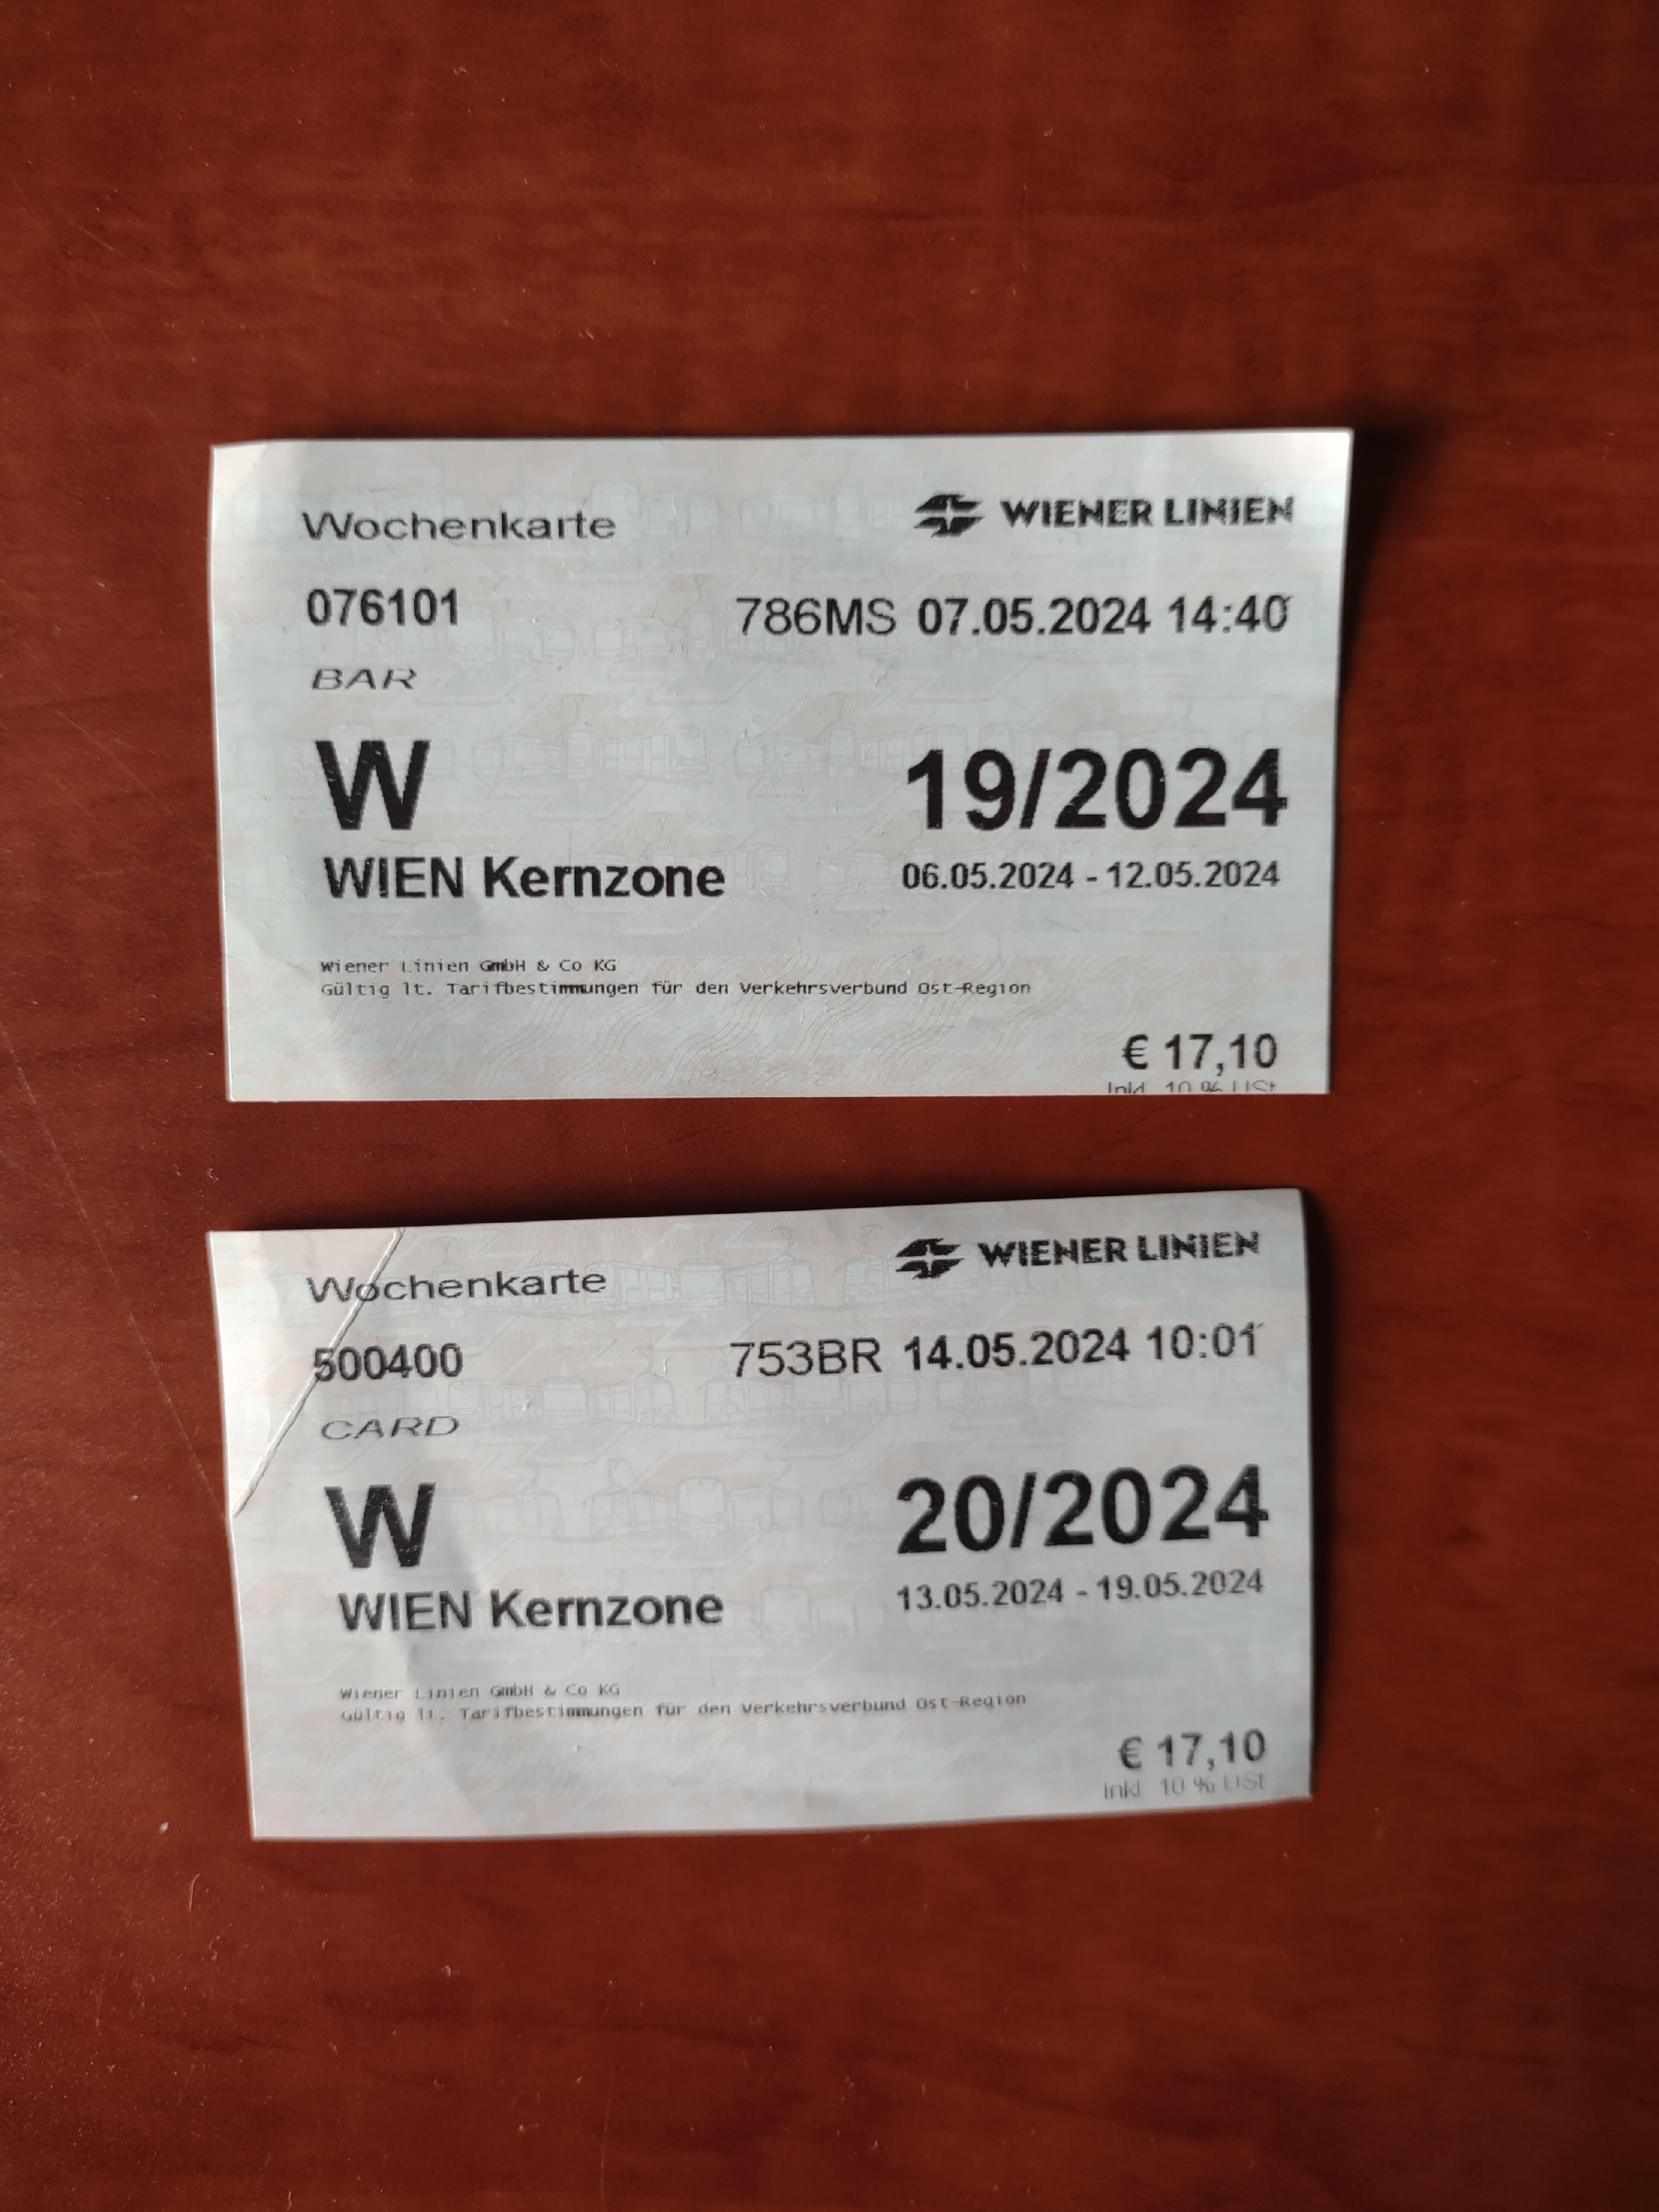 Wochenkarte WIENER LINIEN
076101 786MS 07.05.2024 14:40
BAR
W 19/2024
WIEN Kernzone 06.05.2024 - 12.05.2024
Wiener Linien GmbH & Co KG
Gültig lt. Tarifbestimmungen für den Verkehrsverbund Ost-Region
€ 17,10
Inkl 10 % USt
Wochenkarte WIENER LINIEN
500400 753BR 14.05.2024 10:01
CARD
W 20/2024
WIEN Kernzone 13.05.2024 - 19.05.2024
Wiener Linien GmbH & Co KG
Gültig lt. Tarifbestimmungen für den Verkehrsverbund Ost-Region
€ 17,10
Inkl 10 % USt